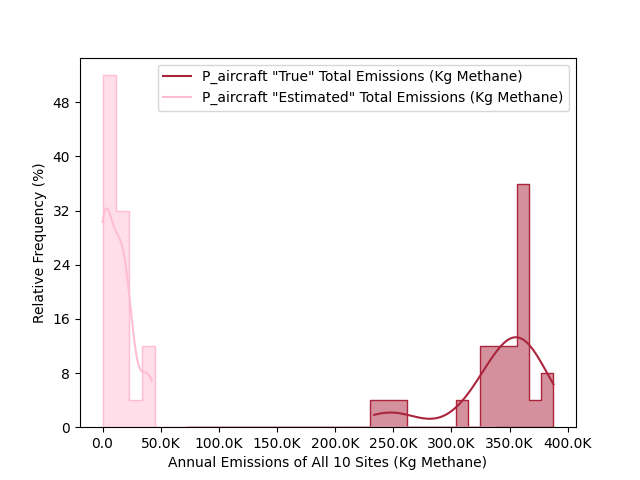 P_aircraft "True" Total Emissions (Kg Methane)
P_aircraft "Estimated" Total Emissions (Kg Methane)
48
40
32
24
16
8
0
Relative Frequency (%)
0.0 50.0K 100.0K 150.0K 200.0K 250.0K 300.0K 350.0K 400.0K
Annual Emissions of All 10 Sites (Kg Methane)